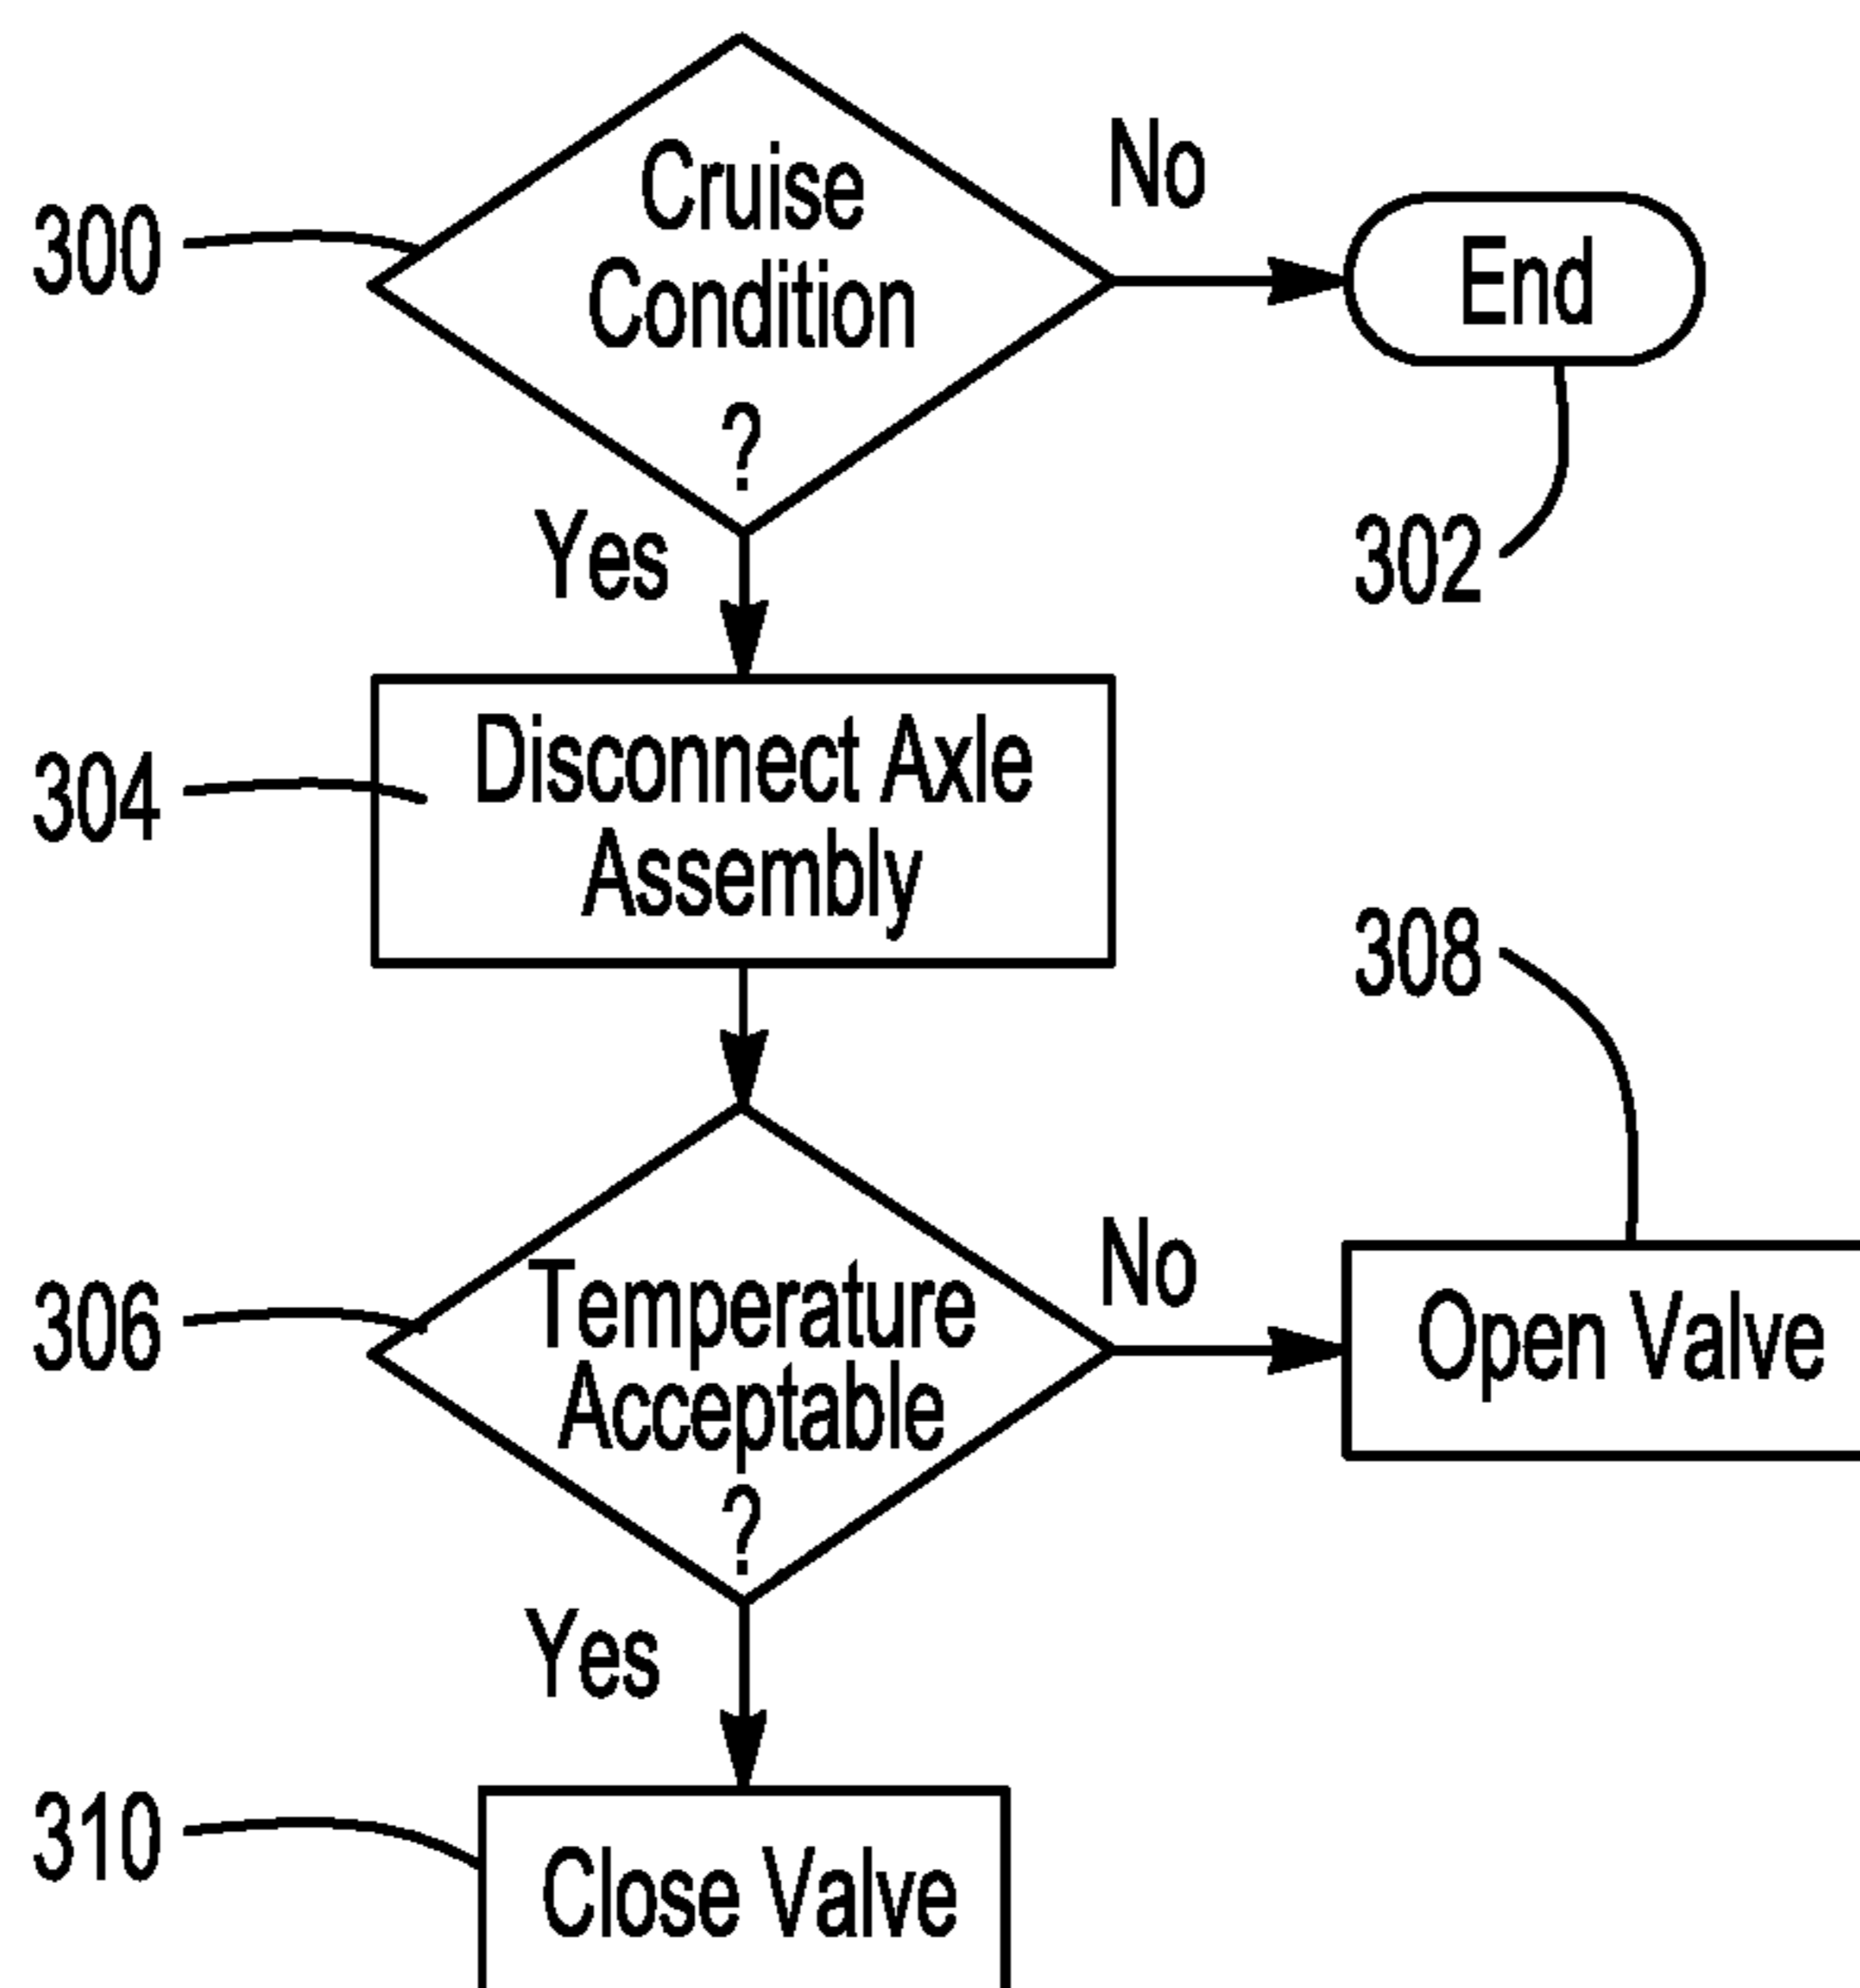 Cruise
Condition
?
300
No
End
302
Yes
Disconnect Axle
Assembly
304
308
Temperature
Acceptable
?
306
No
Open Valve
Yes
310
Close Valve